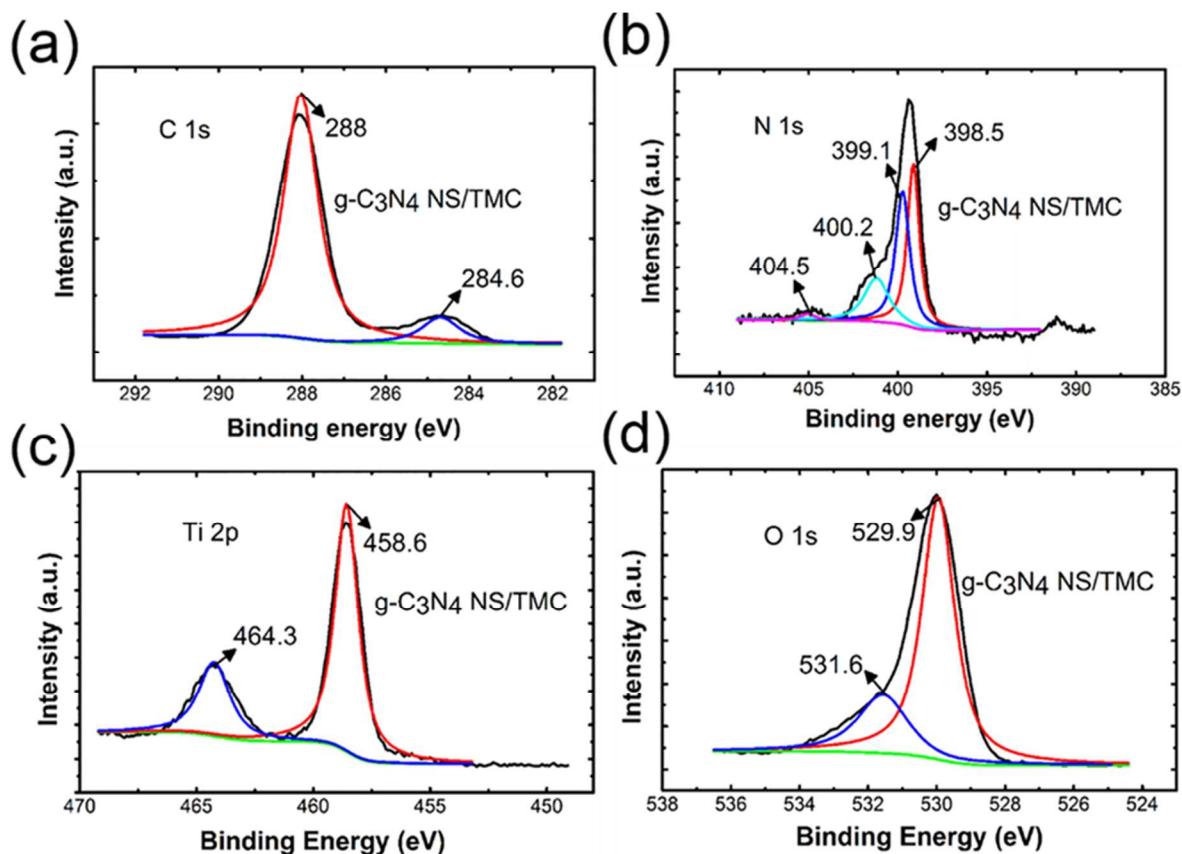 (a)
C 1s
288
g-C3N4 NS/TMC
284.6
Intensity (a.u.)
292 290 288 286 284 282
Binding energy (eV)
(b)
N 1s
399.1
398.5
g-C3N4 NS/TMC
400.2
404.5
Intensity (a.u.)
410 405 400 395 390 385
Binding energy (eV)
(c)
Ti 2p
458.6
g-C3N4 NS/TMC
464.3
Intensity (a.u.)
470 465 460 455 450
Binding Energy (eV)
(d)
529.9
O 1s
g-C3N4 NS/TMC
531.6
Intensity (a.u.)
538 536 534 532 530 528 526 524
Binding Energy (eV)